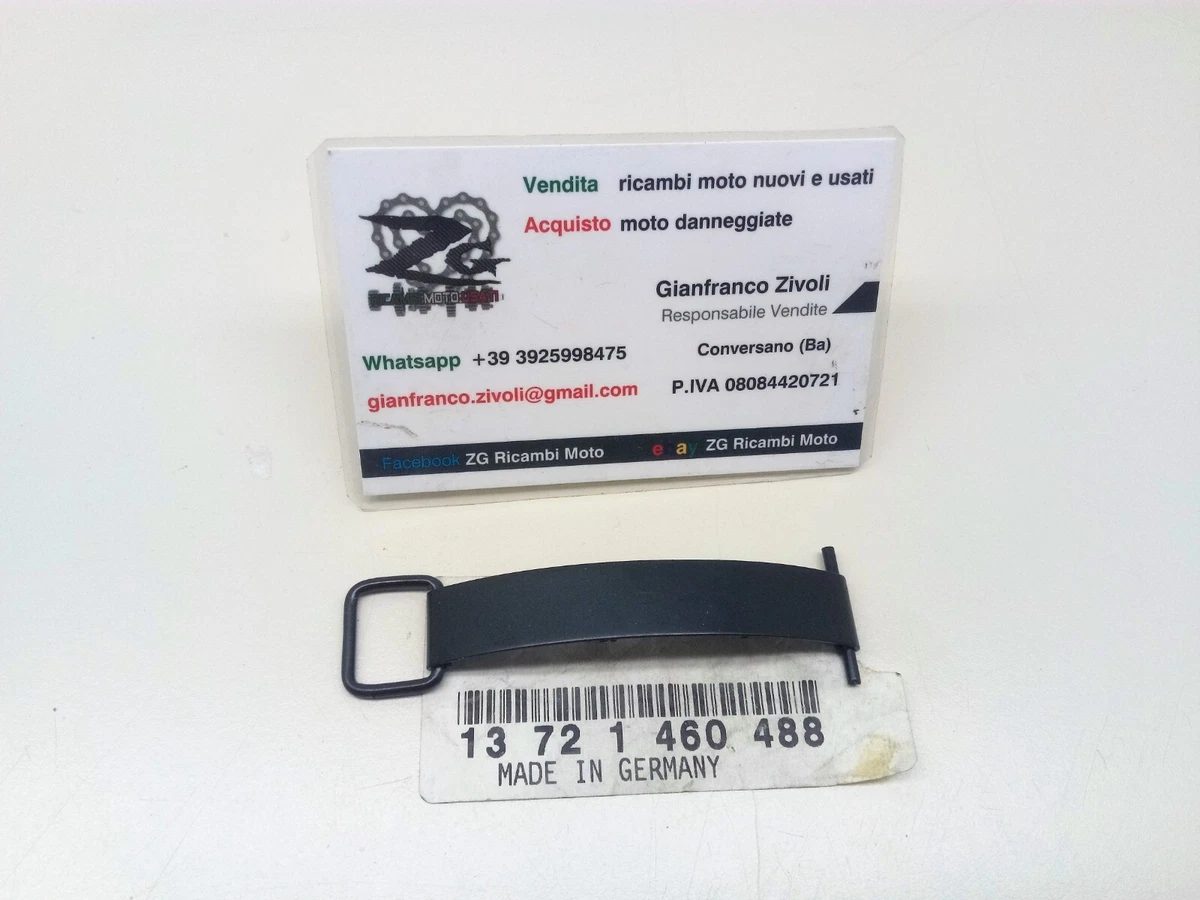 Vendita ricambi moto nuovi e usati
Acquisto moto danneggiate
ZG
MOTO USATI
Gianfranco Zivoli
Responsabile Vendite
Conversano (Ba)
Whatsapp +39 3925998475
gianfranco.zivoli@gmail.com
P.IVA 08084420721
Facebook ZG Ricambi Moto
ebay ZG Ricambi Moto
13 72 1 460 488
MADE IN GERMANY